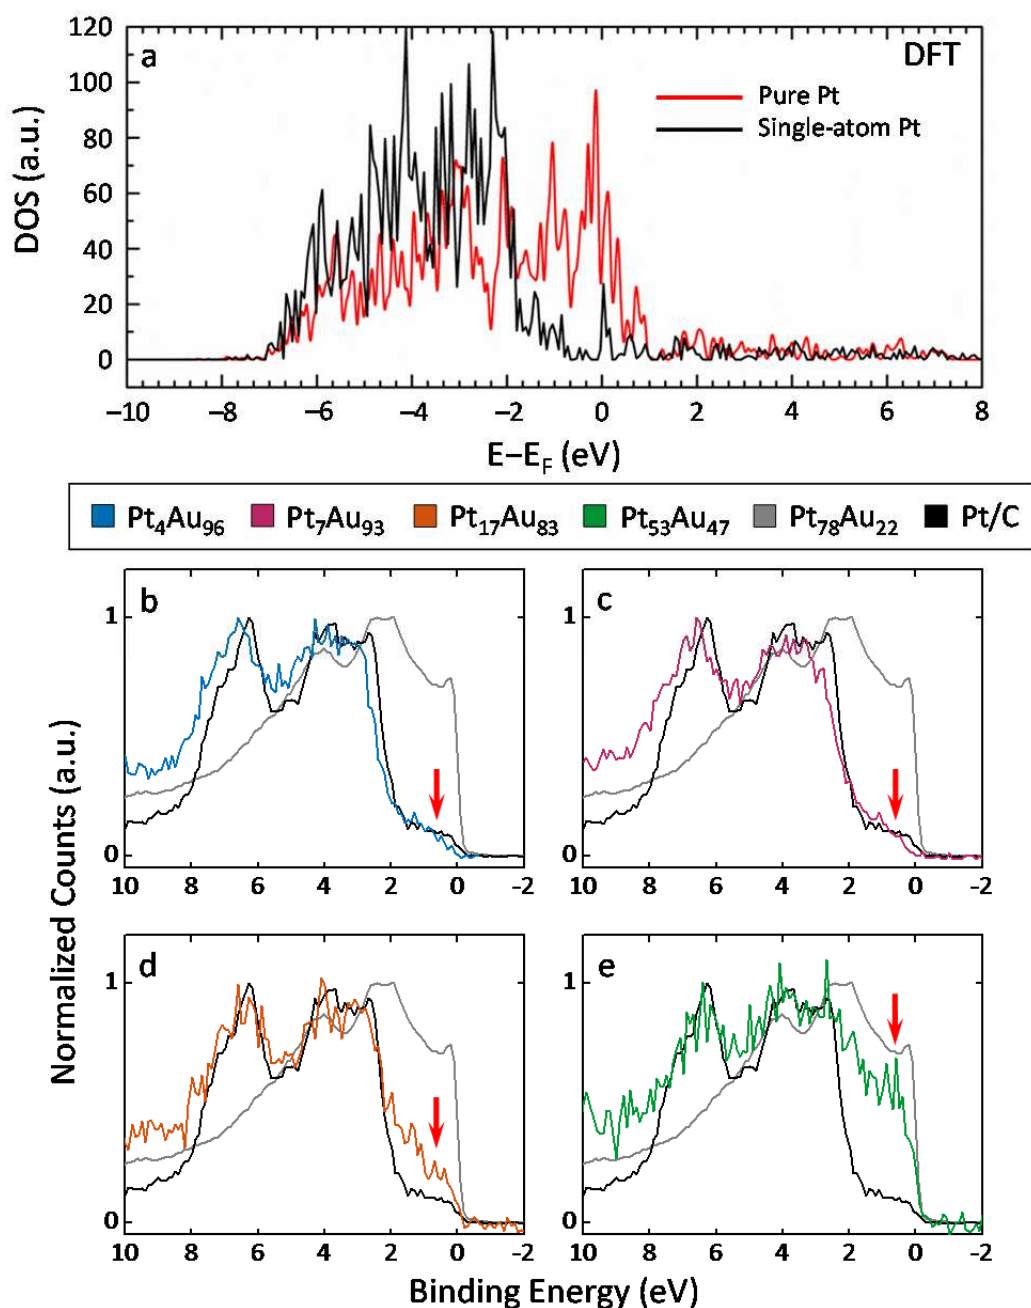 a
DFT
Pure Pt
Single-atom Pt
DOS (a.u.)
120
100
80
60
40
20
0
−10 −8 −6 −4 −2 0 2 4 6 8
E−E_F (eV)
Pt₄Au₉₆ Pt₇Au₉₃ Pt₁₇Au₈₃ Pt₅₃Au₄₇ Pt₇₈Au₂₂ Pt/C
Normalized Counts (a.u.)
b
1
0
10 8 6 4 2 0 -2
c
1
0
10 8 6 4 2 0 -2
d
1
0
10 8 6 4 2 0 -2
e
1
0
10 8 6 4 2 0 -2
Binding Energy (eV)